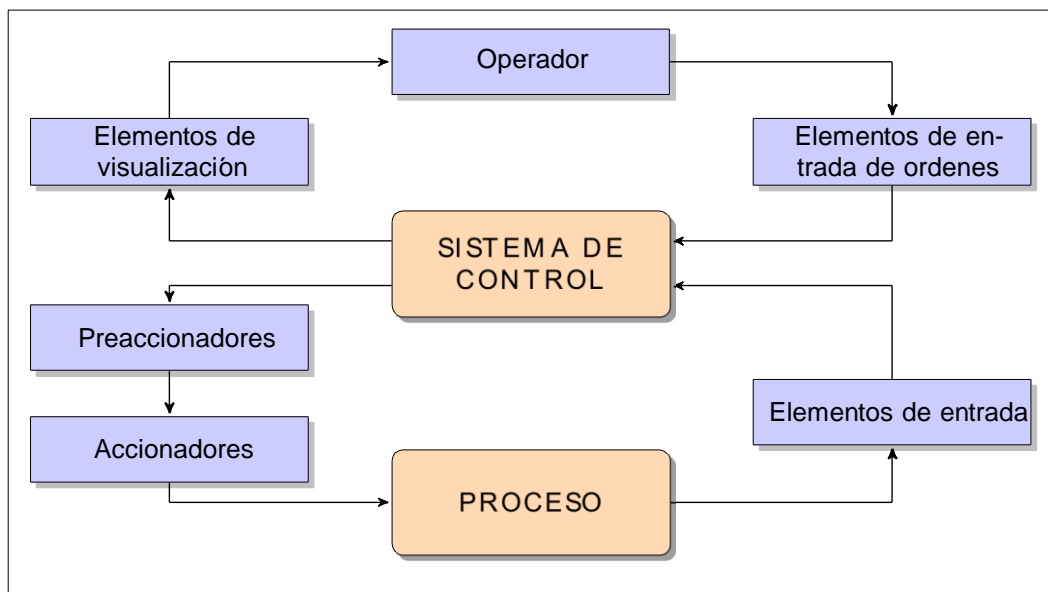 Operador
Elementos de
visualización
Elementos de en-
trada de ordenes
SISTEMA DE
CONTROL
Preaccionadores
Elementos de entrada
Accionadores
PROCESO